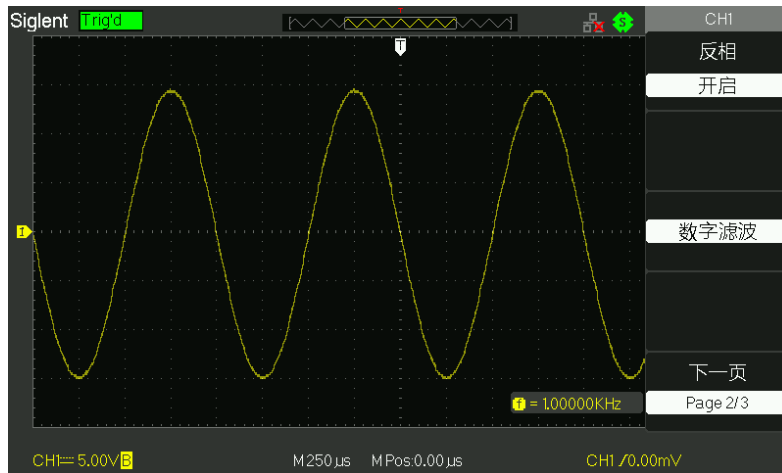 Siglent Trig'd
T
CH1
反相
开启
T
数字滤波
下一页
f = 1.00000KHz
Page 2/3
CH1 5.00V B
M 250μs
M Pos:0.00μs
CH1 /0.00mV